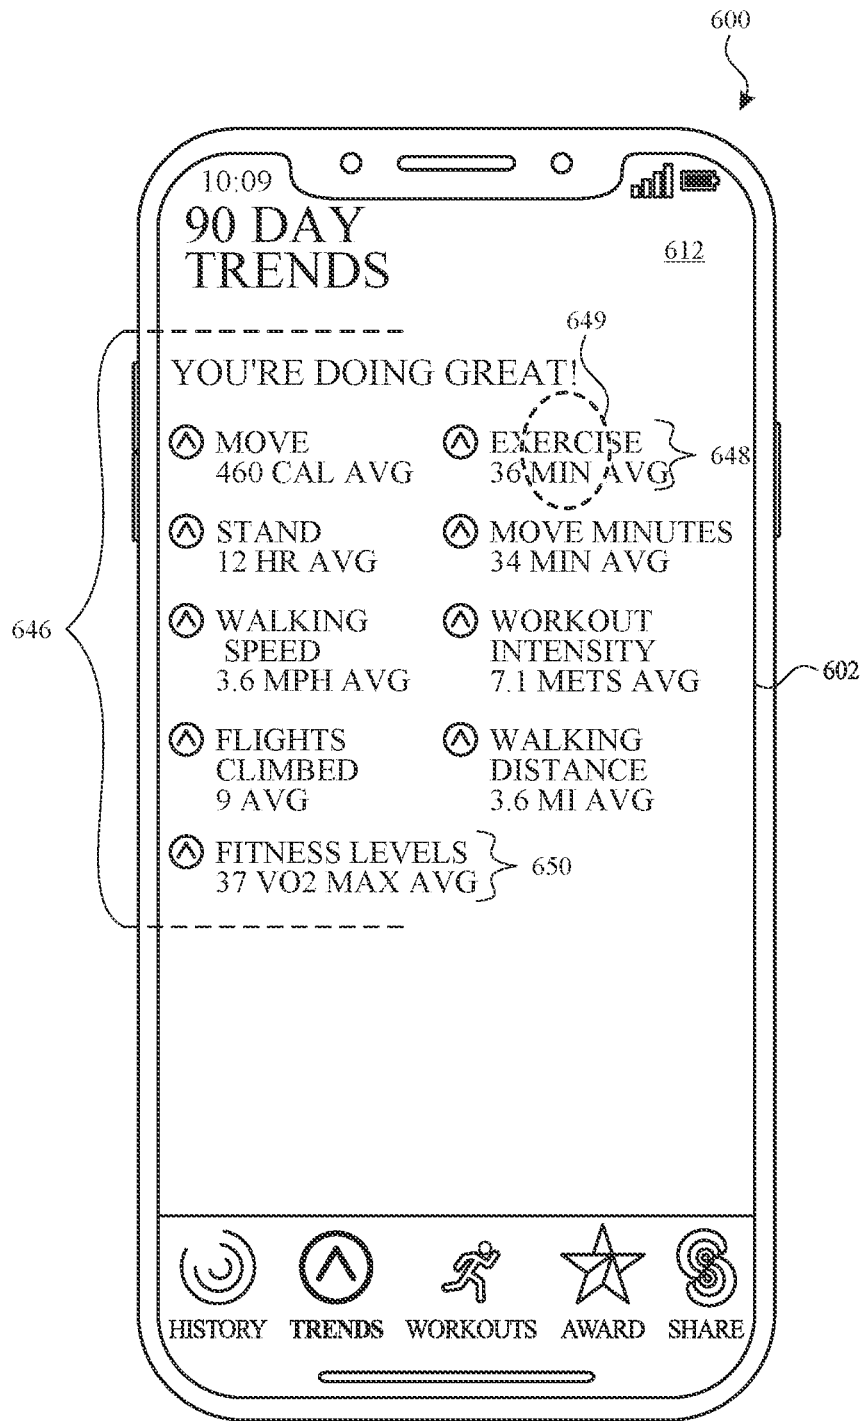 600
10:09
90 DAY
TRENDS
612
649
YOU'RE DOING GREAT!
MOVE
460 CAL AVG
EXERCISE
36 MIN AVG
648
STAND
12 HR AVG
MOVE MINUTES
34 MIN AVG
646
WALKING
SPEED
3.6 MPH AVG
WORKOUT
INTENSITY
7.1 METS AVG
602
FLIGHTS
CLIMBED
9 AVG
WALKING
DISTANCE
3.6 MI AVG
FITNESS LEVELS
37 VO2 MAX AVG
650
HISTORY
TRENDS
WORKOUTS
AWARD
SHARE